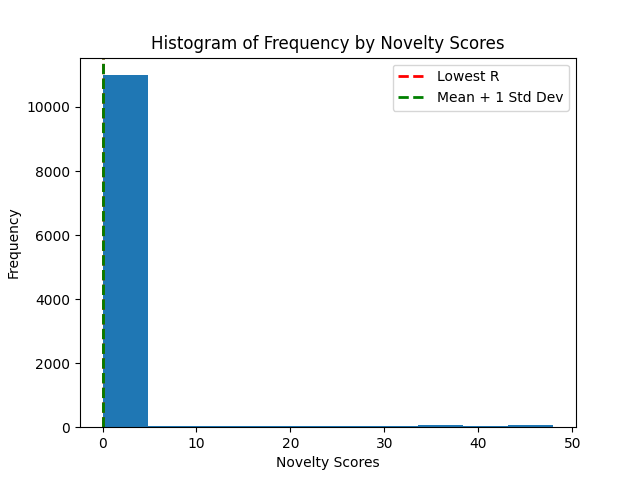 Histogram of Frequency by Novelty Scores
Lowest R
Mean + 1 Std Dev
Frequency
10000
8000
6000
4000
2000
0
0 10 20 30 40 50
Novelty Scores